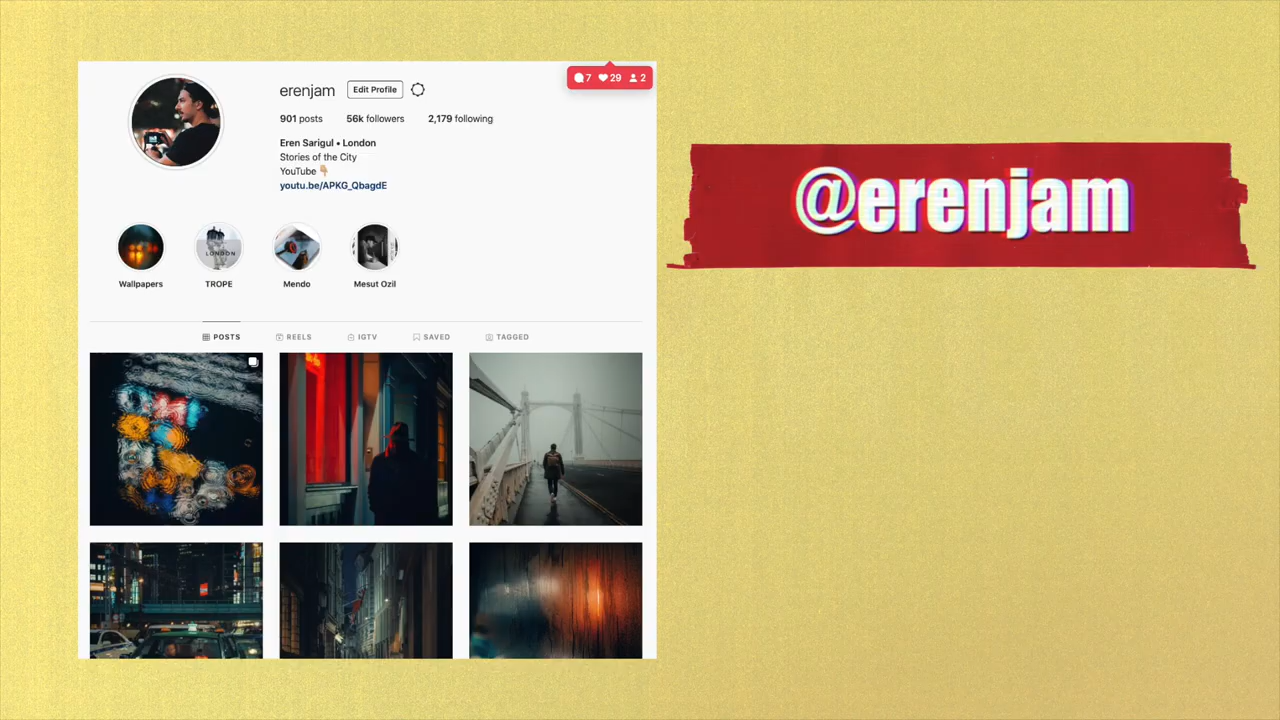 erenjam
Edit Profile
7 29 2
901 posts 56k followers 2,179 following
Eren Sarigul • London
Stories of the City
YouTube 👇🏼
youtu.be/APKG_QbagdE
@erenjam
LONDON
Wallpapers TROPE Mendo Mesut Ozil
POSTS REELS IGTV SAVED TAGGED